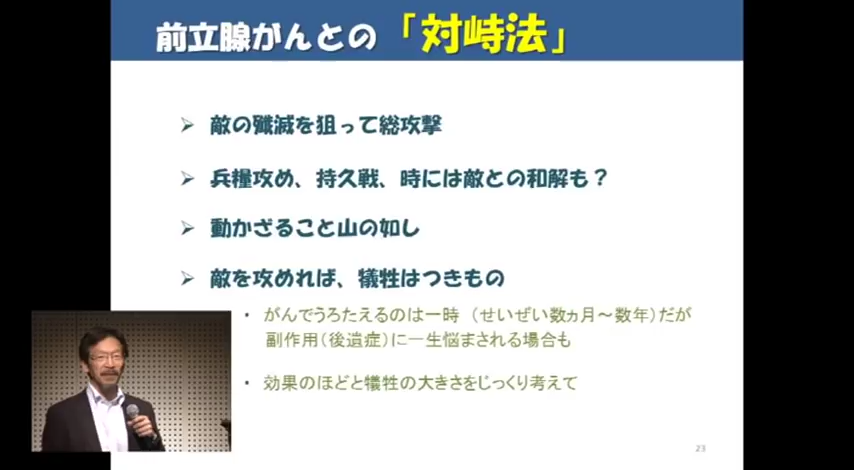 前立腺がんとの 「対峙法」
➢ 敵の殲滅を狙って総攻撃
➢ 兵糧攻め、持久戦、時には敵との和解も？
➢ 動かざること山の如し
➢ 敵を攻めれば、犠牲はつきもの
・ がんでうろたえるのは一時 （せいぜい数ヵ月～数年）だが
副作用（後遺症）に一生悩まされる場合も
・ 効果のほどと犠牲の大きさをじっくり考えて
23